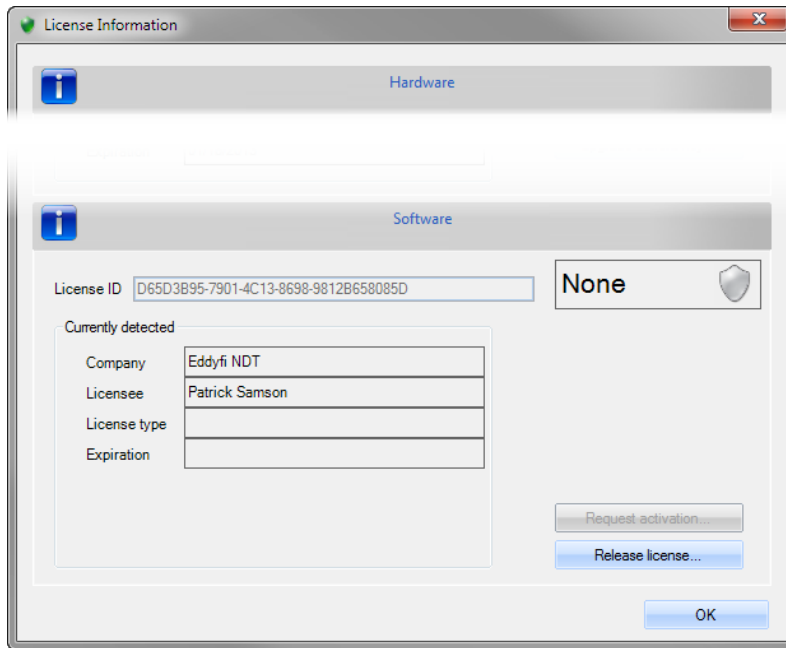 License Information
Hardware
Software
License ID D65D3B95-7901-4C13-8698-9812B658085D
None
Currently detected
Company Eddyfi NDT
Licensee Patrick Samson
License type
Expiration
Request activation...
Release license...
OK